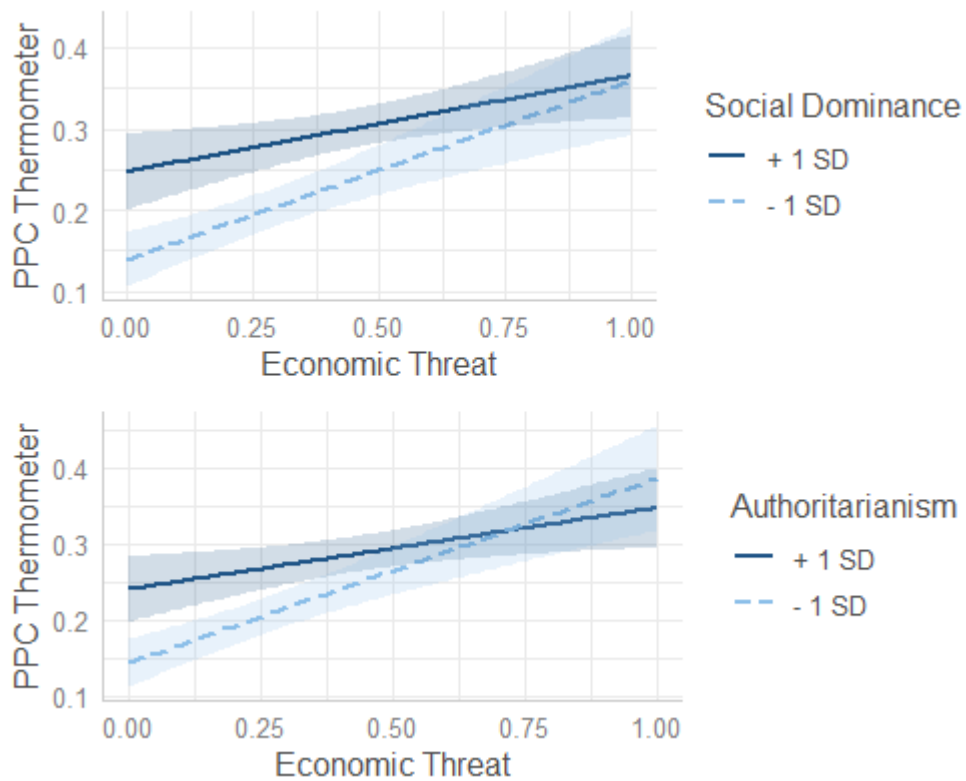 PPC Thermometer
0.4
0.3
0.2
0.1
0.00 0.25 0.50 0.75 1.00
Economic Threat
Social Dominance
+ 1 SD
- 1 SD
PPC Thermometer
0.4
0.3
0.2
0.1
0.00 0.25 0.50 0.75 1.00
Economic Threat
Authoritarianism
+ 1 SD
- 1 SD